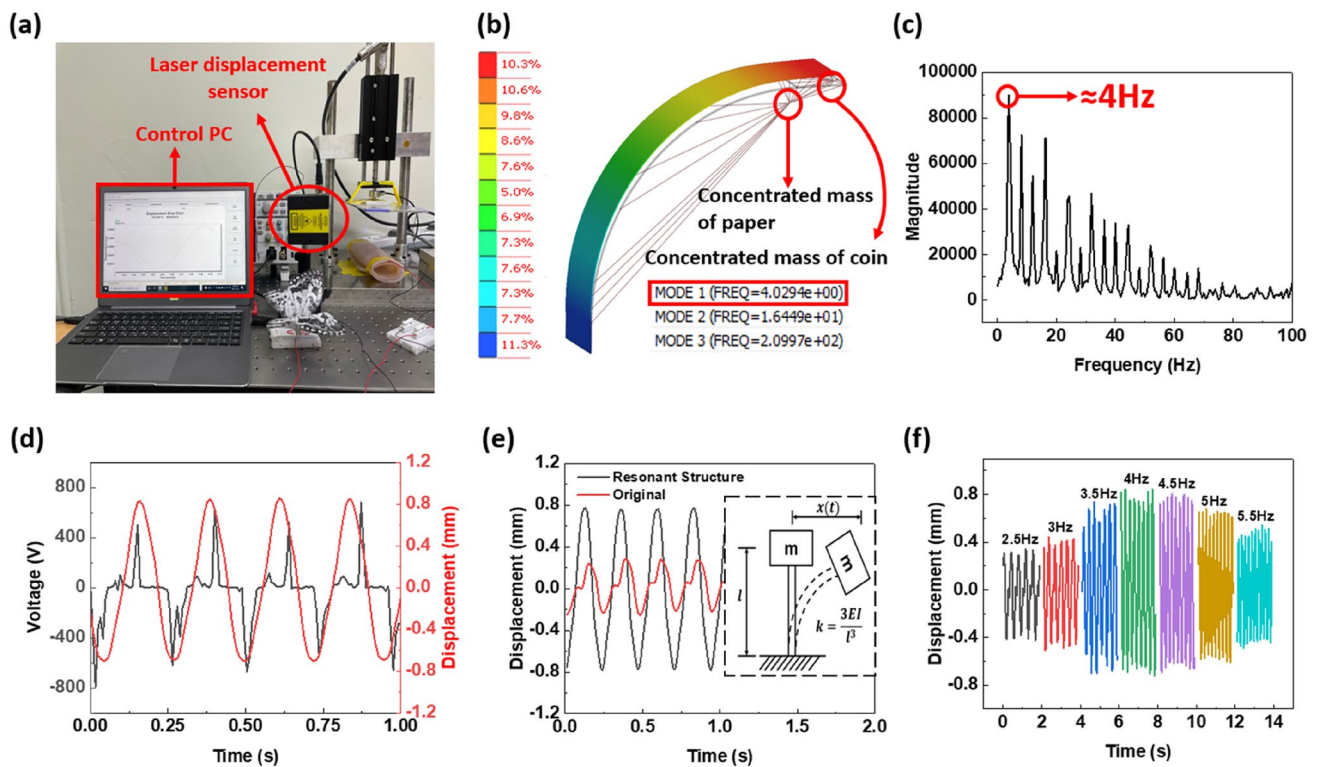 (a)
Laser displacement
sensor
Control PC
(b)
10.3%
10.6%
9.8%
8.6%
7.6%
5.0%
6.9%
7.3%
7.6%
7.3%
7.7%
11.3%
Concentrated mass
of paper
Concentrated mass of coin
MODE 1 (FREQ=4.0294e+00)
MODE 2 (FREQ=1.6449e+01)
MODE 3 (FREQ=2.0997e+02)
(c)
≈4Hz
Magnitude
100000
80000
60000
40000
20000
0
0 20 40 60 80 100
Frequency (Hz)
(d)
Voltage (V)
800
400
0
-400
-800
1.2
0.8
0.4
0.0
-0.4
-0.8
-1.2
Displacement (mm)
0.00 0.25 0.50 0.75 1.00
Time (s)
(e)
Displacement (mm)
1.2
0.8
0.4
0.0
-0.4
-0.8
-1.2
Resonant Structure
Original
x(t)
m
m
l
k = 3EI/l³
0.0 0.5 1.0 1.5 2.0
Time (s)
(f)
Displacement (mm)
0.8
0.4
0.0
-0.4
-0.8
2.5Hz
3Hz
3.5Hz
4Hz
4.5Hz
5Hz
5.5Hz
0 2 4 6 8 10 12 14
Time (s)